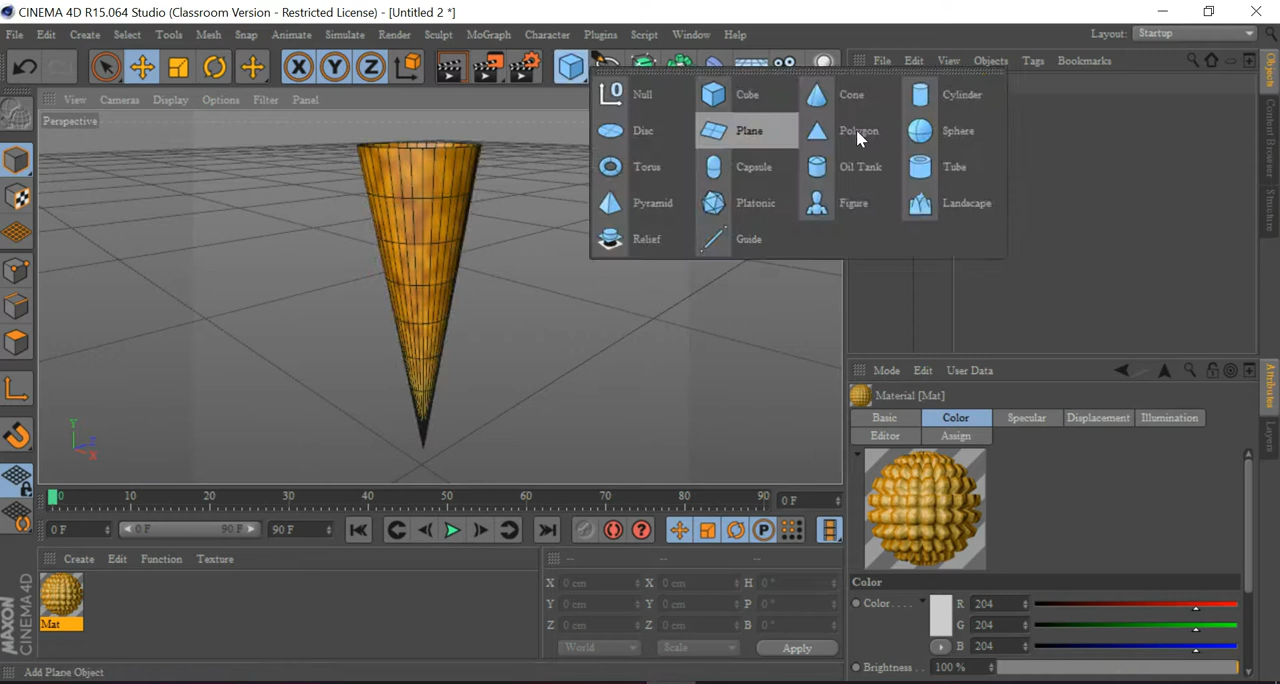 CINEMA 4D R15.064 Studio (Classroom Version - Restricted License) - [Untitled 2 *]
File Edit Create Select Tools Mesh Snap Animate Simulate Render Sculpt MoGraph Character Plugins Script Window Help Layout: Startup
X Y Z P
File Edit View Objects Tags Bookmarks
View Cameras Display Options Filter Panel
Perspective
Null Cube Cone Cylinder
Disc Plane Polygon Sphere
Torus Capsule Oil Tank Tube
Pyramid Platonic Figure Landscape
Relief Guide
Objects
Content Browser
Structure
Y
Z
X
Mode Edit User Data
Material [Mat]
Basic Color Specular Displacement Illumination
Editor Assign
Attributes
Layers
0 10 20 30 40 50 60 70 80 90 0 F
0 F 0 F 90 F 90 F
Create Edit Function Texture
Mat
-- -- --
X 0 cm X 0 cm H 0 °
Y 0 cm Y 0 cm P 0 °
Z 0 cm Z 0 cm B 0 °
World Scale Apply
Color
Color . . . . R 204
G 204
B 204
Brightness . . 100 %
MAXON
CINEMA 4D
Add Plane Object